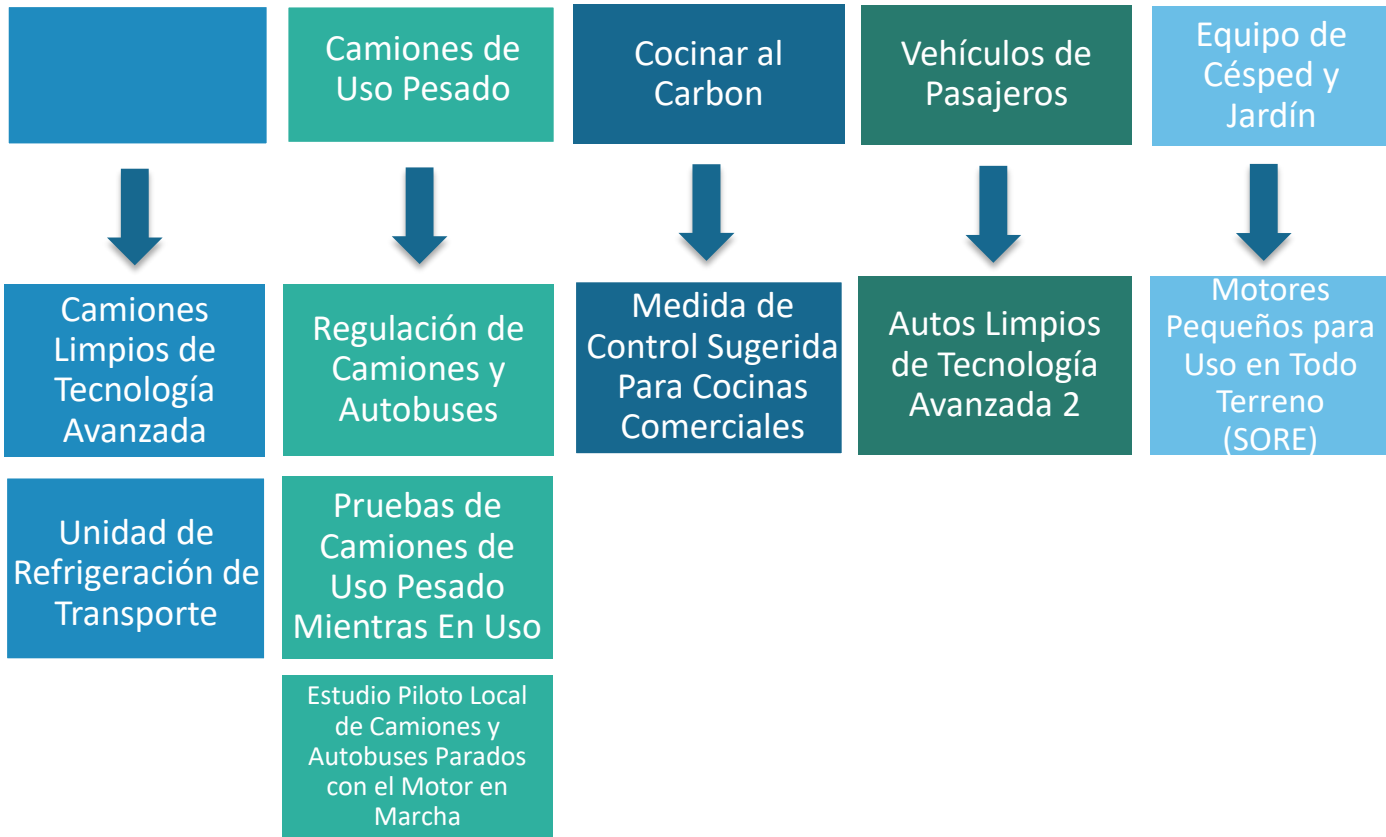 Camiones de
Uso Pesado
Cocinar al
Carbon
Vehículos de
Pasajeros
Equipo de
Césped y
Jardín
Camiones
Limpios de
Tecnología
Avanzada
Regulación de
Camiones y
Autobuses
Medida de
Control Sugerida
Para Cocinas
Comerciales
Autos Limpios
de Tecnología
Avanzada 2
Motores
Pequeños para
Uso en Todo
Terreno
(SORE)
Unidad de
Refrigeración de
Transporte
Pruebas de
Camiones de
Uso Pesado
Mientras En Uso
Estudio Piloto Local
de Camiones y
Autobuses Parados
con el Motor en
Marcha